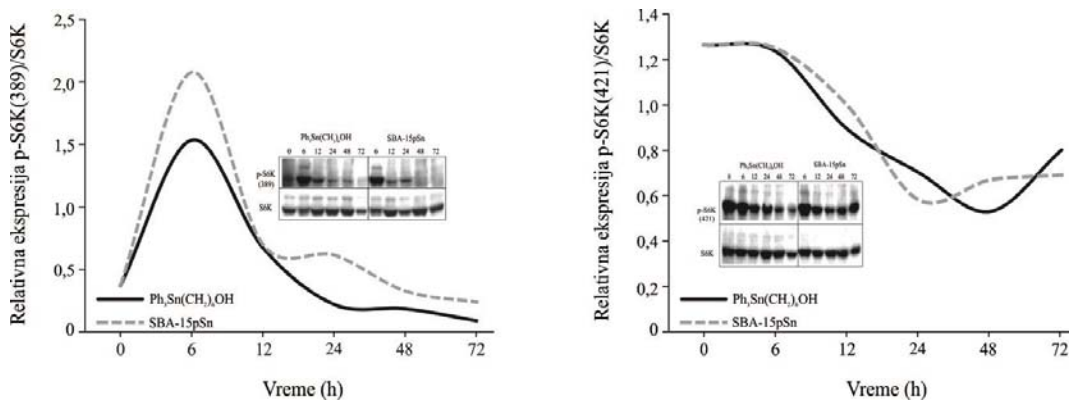 Relativna ekspresija p-S6K(389)/S6K
2,5
2,0
1,5
1,0
0,5
0
Ph₃Sn(CH₂)₆OH SBA-15pSn
0 6 12 24 48 72 6 12 24 48 72
p-S6K
(389)
S6K
Ph₃Sn(CH₂)₆OH
SBA-15pSn
0 6 12 24 48 72
Vreme (h)
Relativna ekspresija p-S6K(421)/S6K
1,4
1,2
1,0
0,8
0,6
0,4
0,2
0
Ph₃Sn(CH₂)₆OH SBA-15pSn
0 6 12 24 48 72 6 12 24 48 72
p-S6K
(421)
S6K
Ph₃Sn(CH₂)₆OH
SBA-15pSn
0 6 12 24 48 72
Vreme (h)